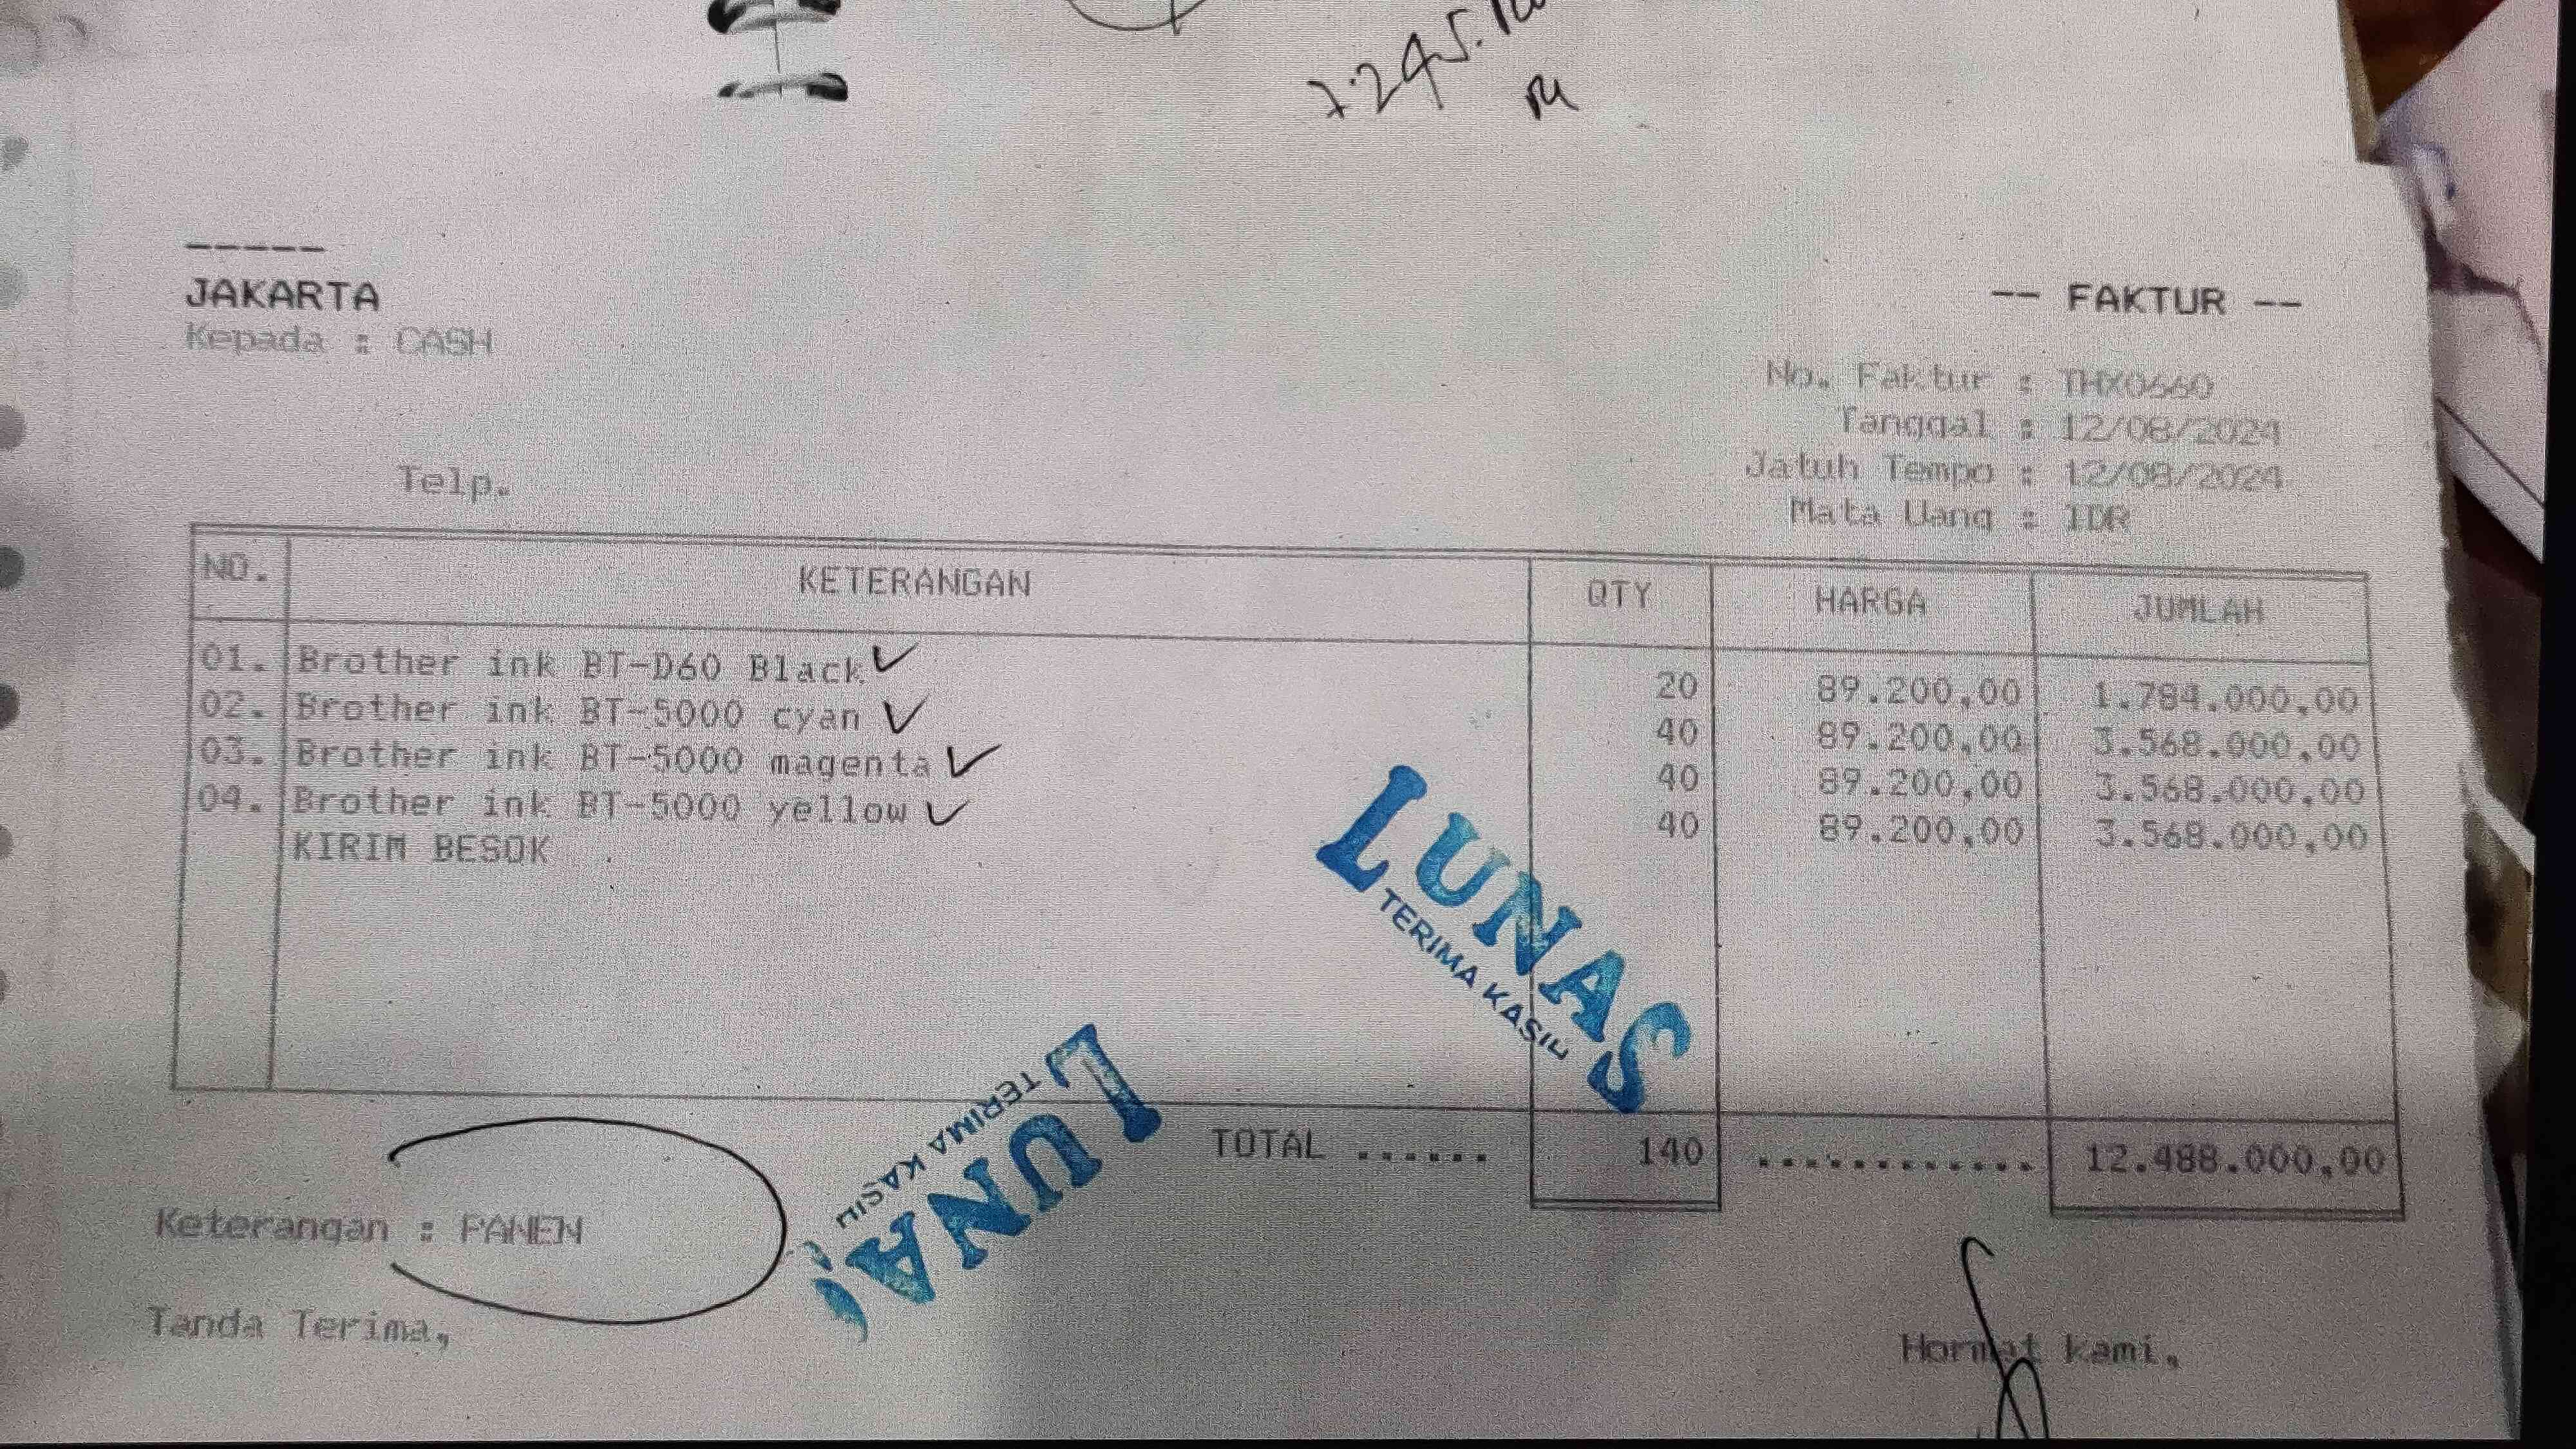 -----
JAKARTA
Kepada : CASH
Telp.
-- FAKTUR --
No. Faktur : THX0660
Tanggal : 12/08/2024
Jatuh Tempo : 12/08/2024
Mata Uang : IDR
NO. KETERANGAN QTY HARGA JUMLAH
01. Brother ink BT-D60 Black ✓ 20 89.200,00 1.784.000,00
02. Brother ink BT-5000 cyan ✓ 40 89.200,00 3.568.000,00
03. Brother ink BT-5000 magenta ✓ 40 89.200,00 3.568.000,00
04. Brother ink BT-5000 yellow ✓ 40 89.200,00 3.568.000,00
KIRIM BESOK
LUNAS
TERIMA KASIH
LUNAS
TERIMA KASIH
TOTAL ...... 140 ............ 12.488.000,00
Keterangan : PANEN
Tanda Terima,
Hormat kami,